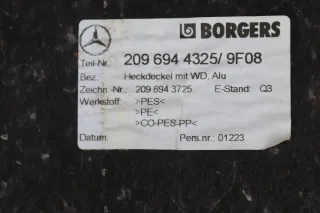 BORGERS
Teil-Nr.: 209 694 4325/ 9F08
Bez.: Heckdeckel mit WD, Alu
Zeichn.-Nr.: 209 694 3725 E-Stand: Q3
Werkstoff: >PES<
>PE<
>CO-PES-PP<
Datum: Pers.nr.: 01223